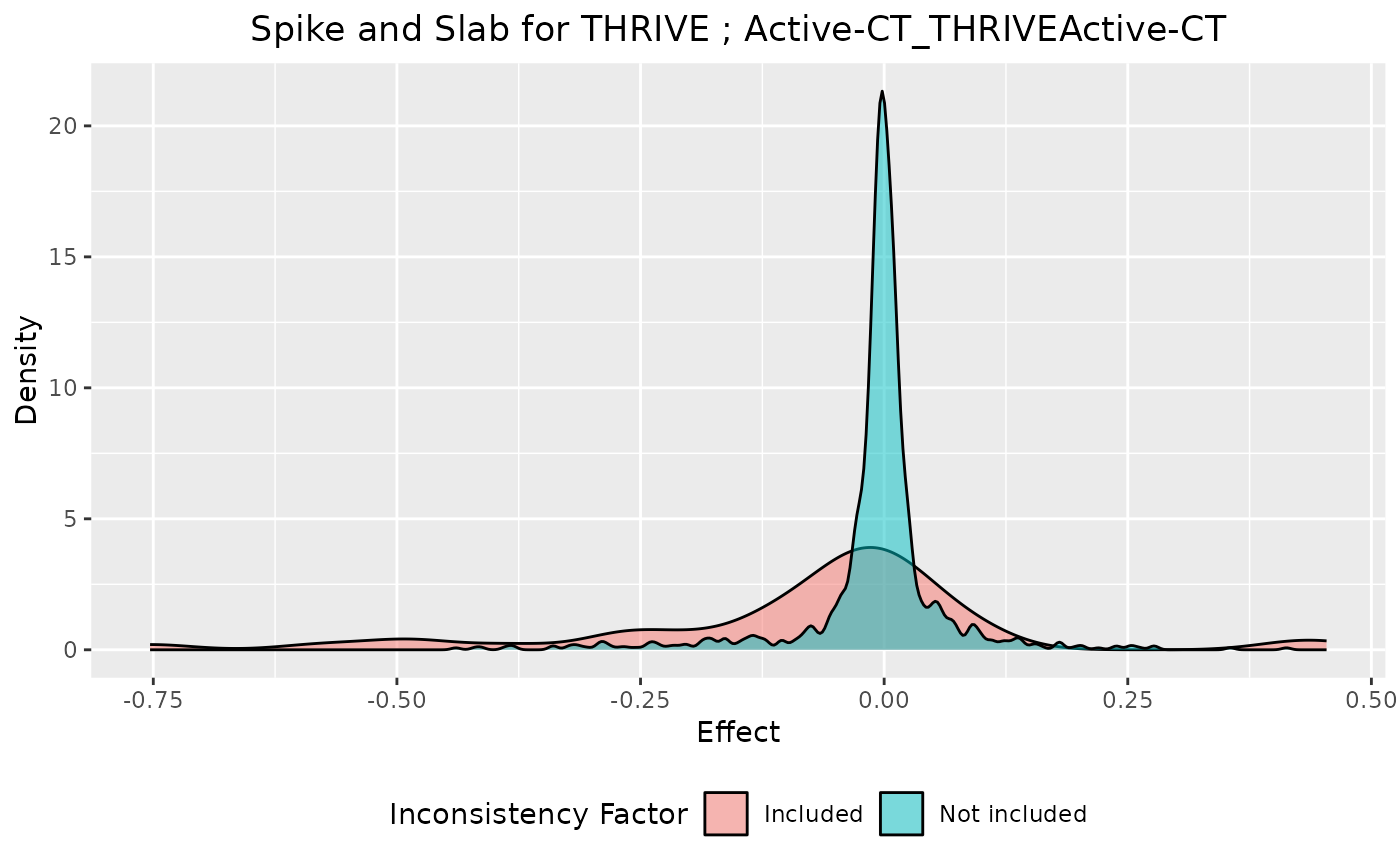 Spike and Slab for THRIVE ; Active-CT_THRIVEActive-CT
20
15
10
5
0
Density
-0.75 -0.50 -0.25 0.00 0.25 0.50
Effect
Inconsistency Factor Included Not included